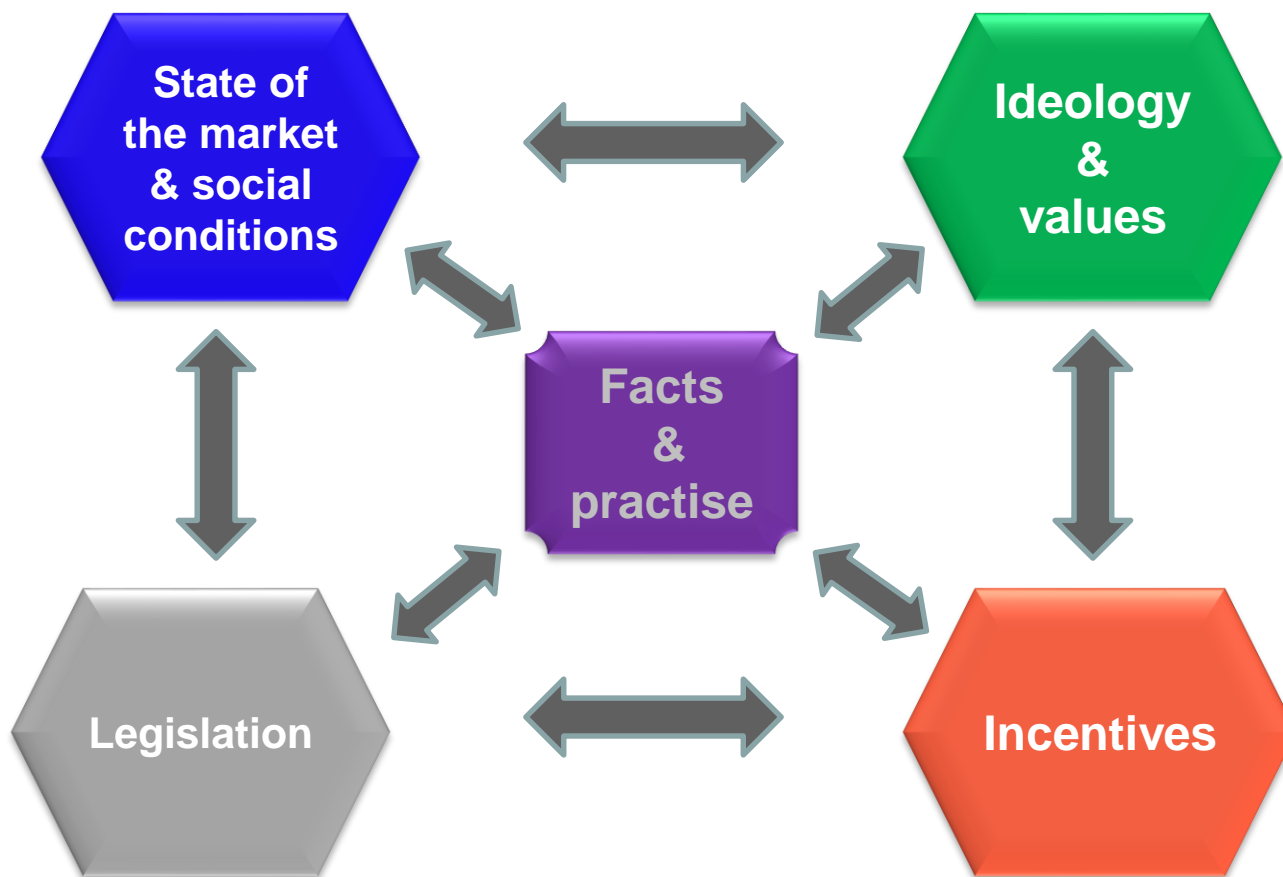 State of
the market
& social
conditions
Ideology
&
values
Facts
&
practise
Legislation
Incentives